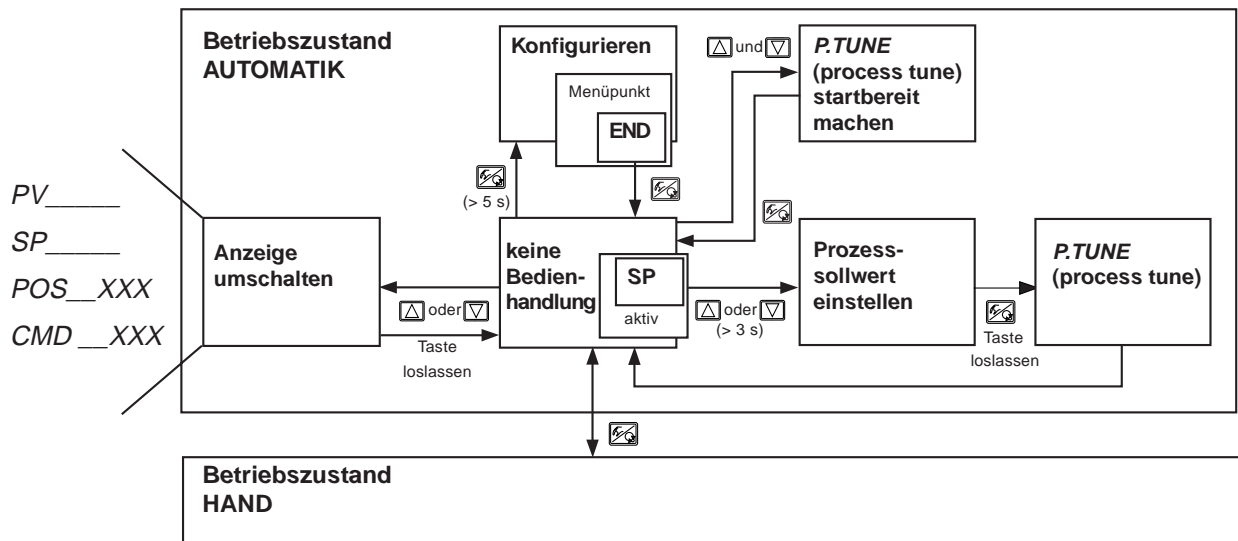 Betriebszustand
AUTOMATIK
Konfigurieren
Menüpunkt
END
und
P.TUNE
(process tune)
startbereit
machen
(> 5 s)
PV_____
SP_____
POS__XXX
CMD __XXX
Anzeige
umschalten
oder
Taste
loslassen
keine
Bedien-
handlung
SP
aktiv
oder
(> 3 s)
Prozess-
sollwert
einstellen
Taste
loslassen
P.TUNE
(process tune)
Betriebszustand
HAND